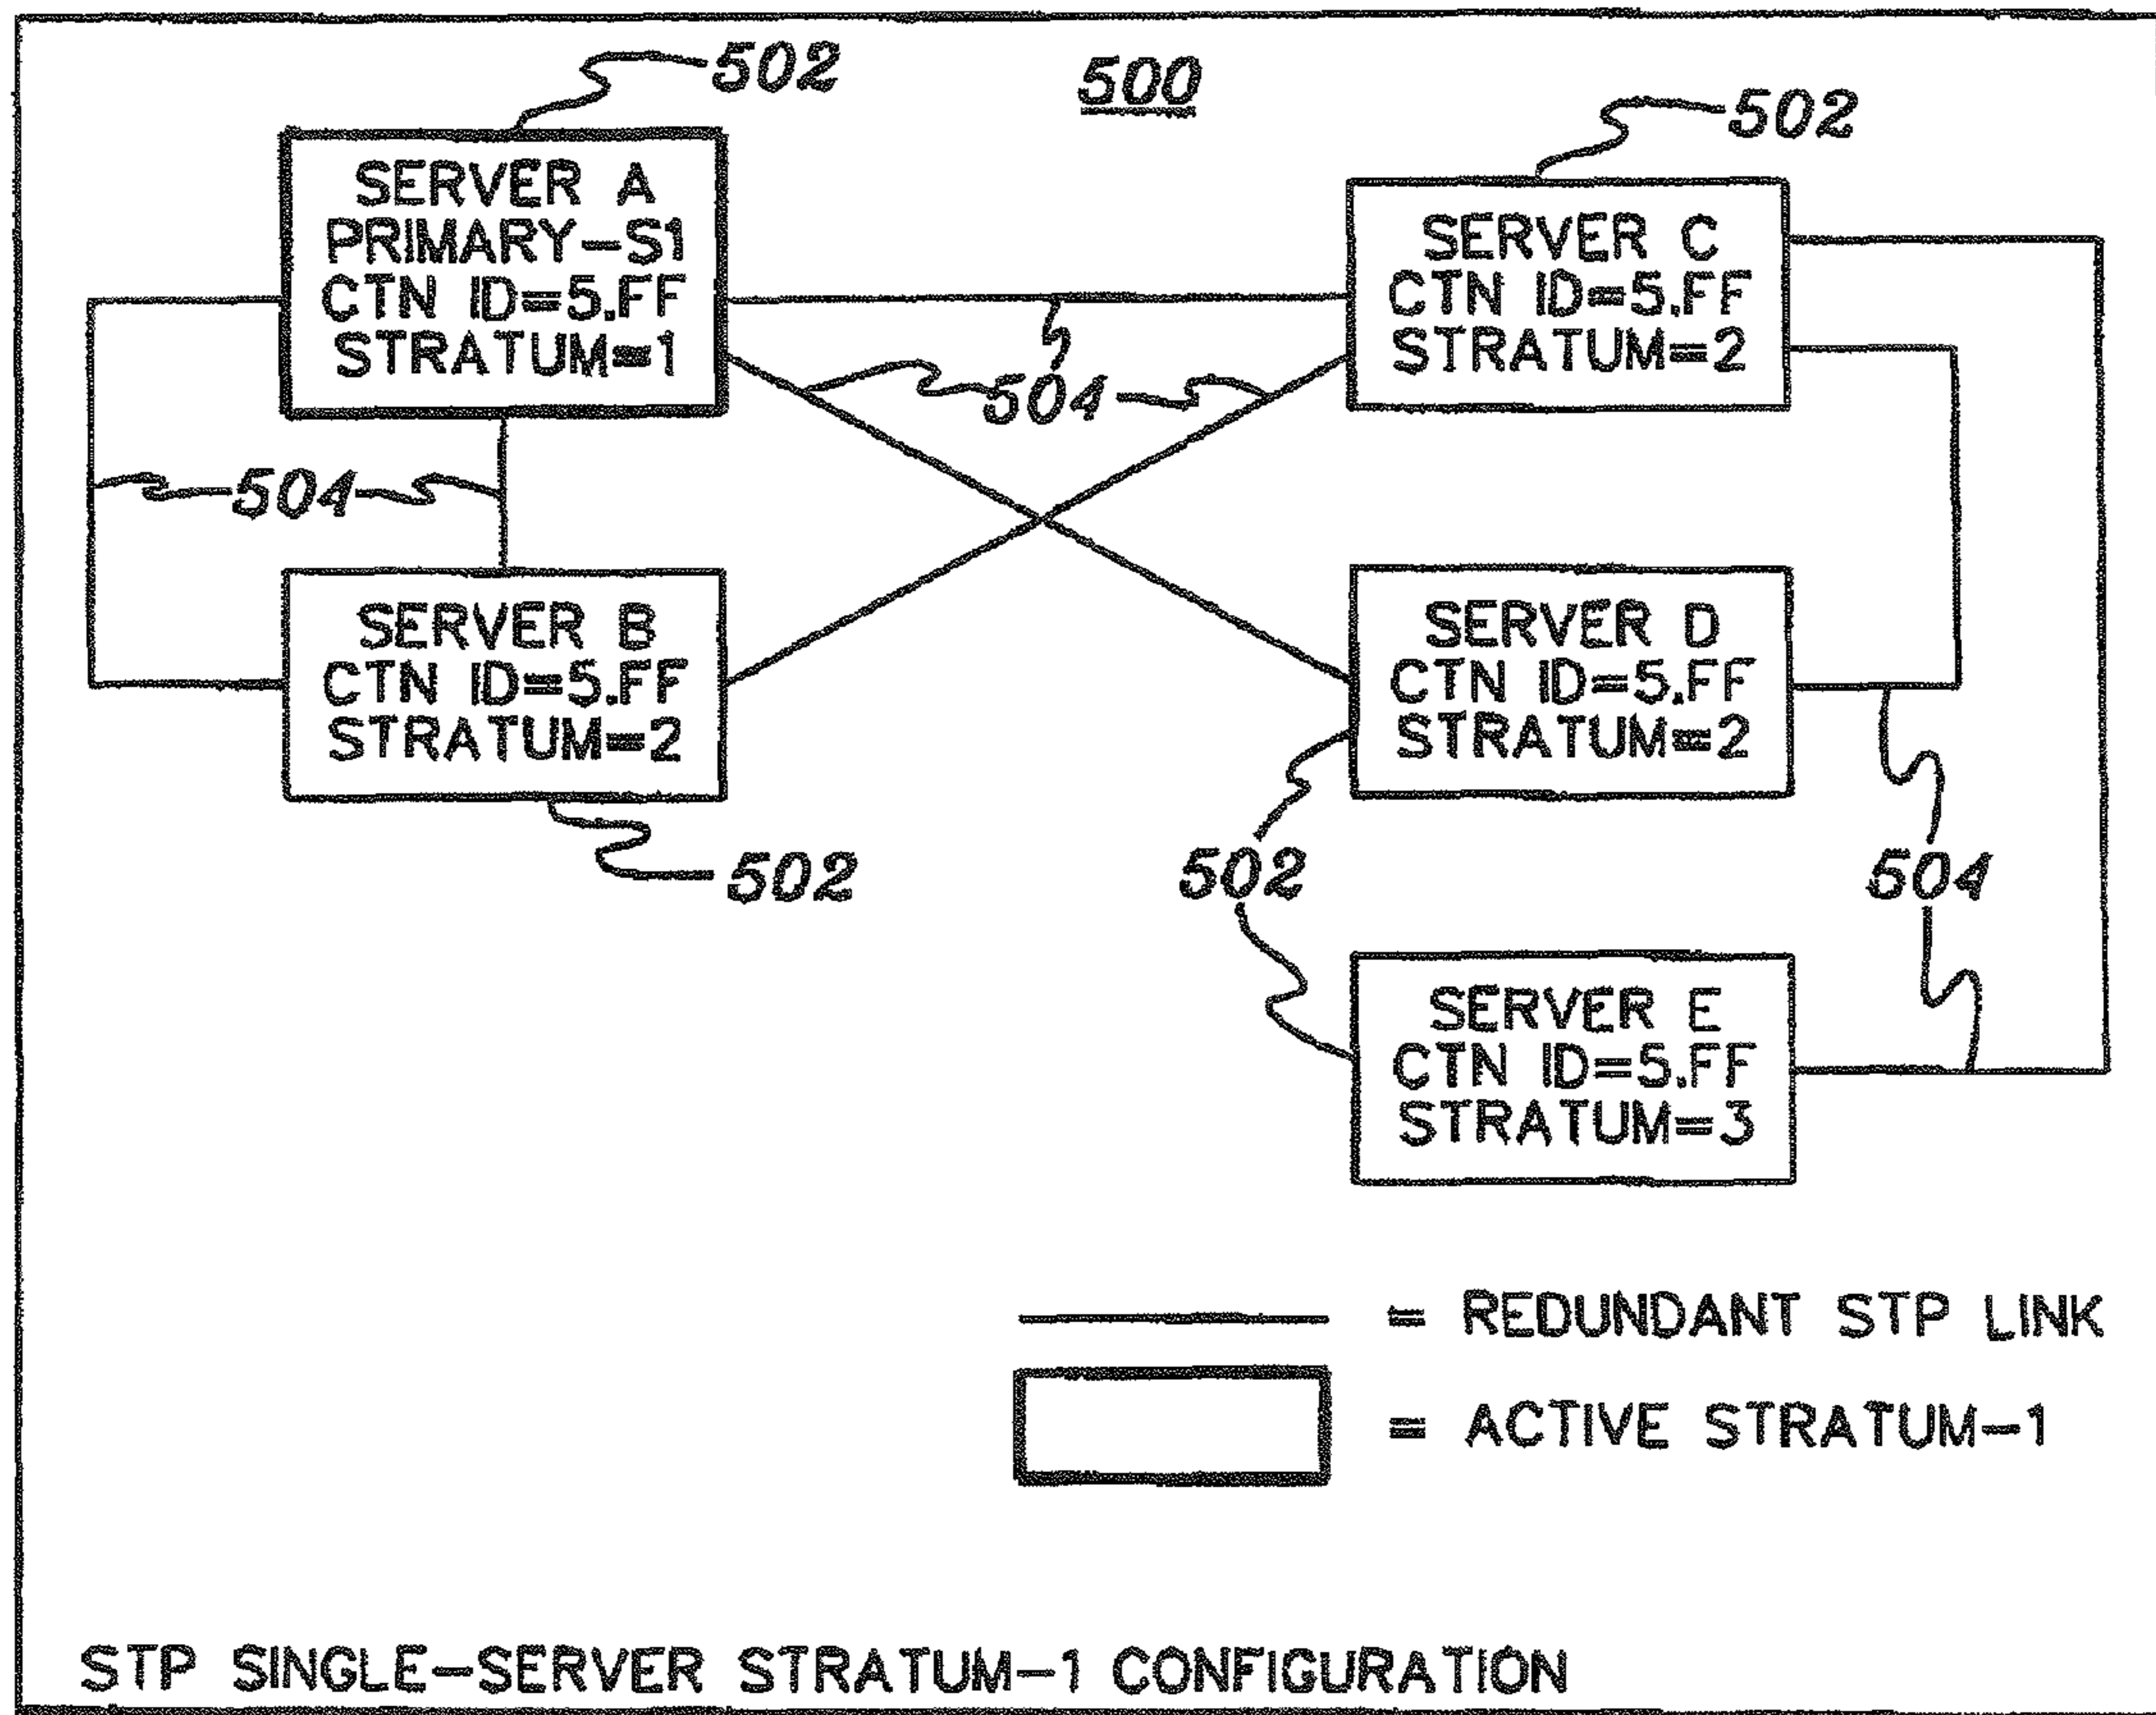 502
500
502
SERVER A
PRIMARY-S1
CTN ID=5.FF
STRATUM=1
SERVER C
CTN ID=5.FF
STRATUM=2
504
504
SERVER B
CTN ID=5.FF
STRATUM=2
SERVER D
CTN ID=5.FF
STRATUM=2
502
502
504
SERVER E
CTN ID=5.FF
STRATUM=3
= REDUNDANT STP LINK
= ACTIVE STRATUM-1
STP SINGLE-SERVER STRATUM-1 CONFIGURATION